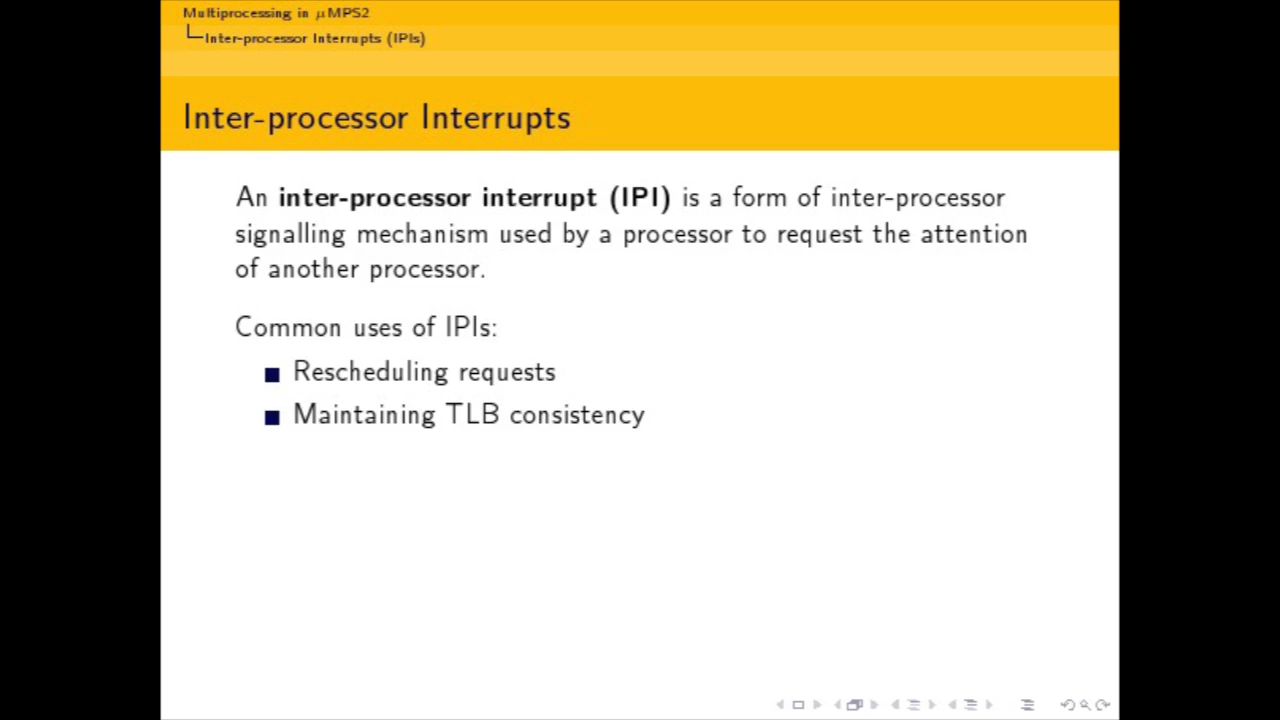 Multiprocessing in μMPS2
Inter-processor Interrupts (IPIs)
Inter-processor Interrupts
An inter-processor interrupt (IPI) is a form of inter-processor
signalling mechanism used by a processor to request the attention
of another processor.
Common uses of IPIs:
Rescheduling requests
Maintaining TLB consistency